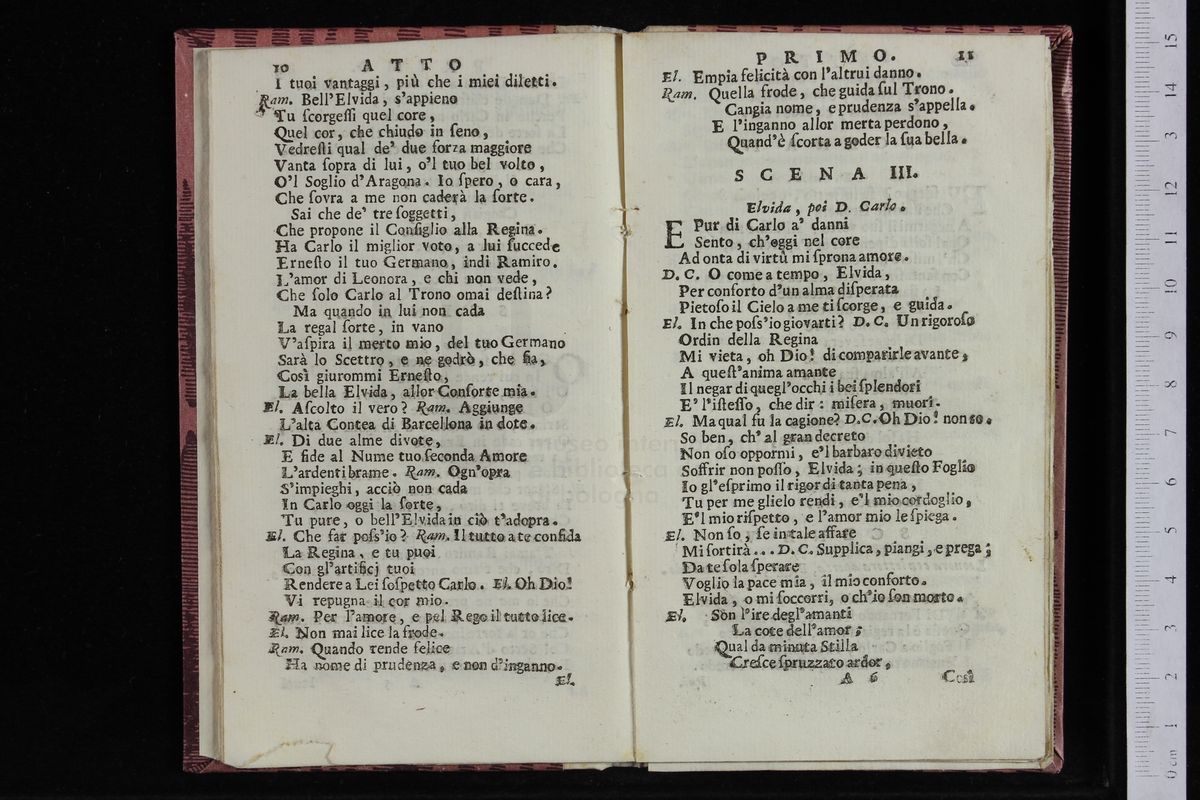 10 ATTO
I tuoi vantaggi, più che i miei diletti.
Ram. Bell'Elvida, s'appieno
Tu ſcorgeſſi quel core,
Quel cor, che chiudo in ſeno,
Vedreſti qual de' due forza maggiore
Vanta ſopra di lui, o'l tuo bel volto,
O'l Soglio d'Aragona. Io ſpero, o cara,
Che ſovra a me non caderà la ſorte.
Sai che de' tre ſoggetti,
Che propone il Conſiglio alla Regina.
Ha Carlo il miglior voto, a lui ſuccede
Erneſto il tuo Germano, indi Ramiro.
L'amor di Leonora, e chi non vede,
Che ſolo Carlo al Trono omai deſtina?
Ma quando in lui non cada
La regal ſorte, in vano
V'aſpira il merto mio, del tuo Germano
Sarà lo Scettro, e ne godrò, che ſia,
Così giurommi Erneſto,
La bella Elvida, allor Conſorte mia.
El. Aſcolto il vero? Ram. Aggiunge
L'alta Contea di Barcellona in dote.
El. Di due alme divote,
E fide al Nume tuo ſeconda Amore
L'ardenti brame. Ram. Ogn'opra
S'impieghi, acciò non cada
In Carlo oggi la ſorte,
Tu pure, o bell'Elvida in ciò t'adopra.
El. Che far poſs'io? Ram. Il tutto a te confida
La Regina, e tu puoi
Con gl'artificj tuoi
Rendere a Lei ſoſpetto Carlo. El. Oh Dio!
Vi repugna il cor mio.
Ram. Per l'amore, e pel Regno il tutto lice.
El. Non mai lice la frode.
Ram. Quando rende felice
Ha nome di prudenza, e non d'inganno.
El.
PRIMO. 11
El. Empia felicità con l'altrui danno.
Ram. Quella frode, che guida ſul Trono.
Cangia nome, e prudenza s'appella.
E l'inganno allor merta perdono,
Quand'è ſcorta a goder la ſua bella.
SCENA III.
Elvida, poi D. Carlo.
E Pur di Carlo a' danni
Sento, ch'oggi nel core
Ad onta di virtù mi ſprona amore.
D. C. O come a tempo, Elvida,
Per conforto d'un alma diſperata
Pietoſo il Cielo a me ti ſcorge, e guida.
El. In che poſs'io giovarti? D. C. Un rigoroſo
Ordin della Regina
Mi vieta, oh Dio! di comparirle avante,
A queſt'anima amante
Il negar di quegl'occhi i bei ſplendori
E' l'iſteſſo, che dir: miſera, muori.
El. Ma qual fù la cagione? D.C. Oh Dio! non so.
So ben, ch' al gran decreto
Non oſo oppormi, e'l barbaro divieto
Soffrir non poſſo, Elvida; in queſto Foglio
Io gl'eſprimo il rigor di tanta pena,
Tu per me glielo rendi, e'l mio cordoglio,
E'l mio riſpetto, e l'amor mio le ſpiega.
El. Non ſo, ſe in tale affare
Mi ſortirà... D. C. Supplica, piangi, e prega;
Da te ſola ſperare
Voglio la pace mia, il mio conforto.
Elvida, o mi ſoccorri, o ch'io ſon morto.
El. Son l'ire degl'amanti
La cote dell'amor;
Qual da minuta Stilla
Creſce ſpruzzato ardor,
A 6 Così
museo internazionale
e biblioteca
di bologna